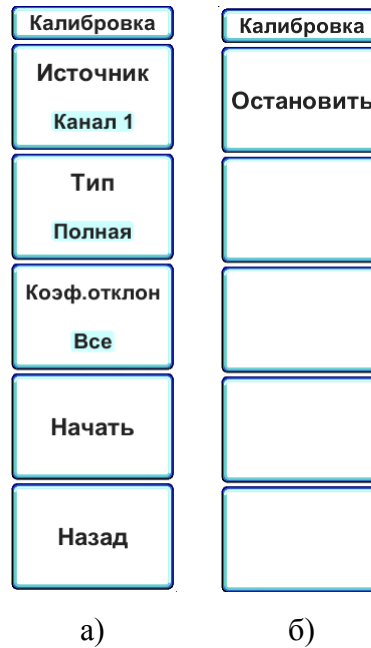 Калибровка
Источник
Канал 1
Тип
Полная
Коэф.отклон
Все
Начать
Назад
а)
Калибровка
Остановить
б)